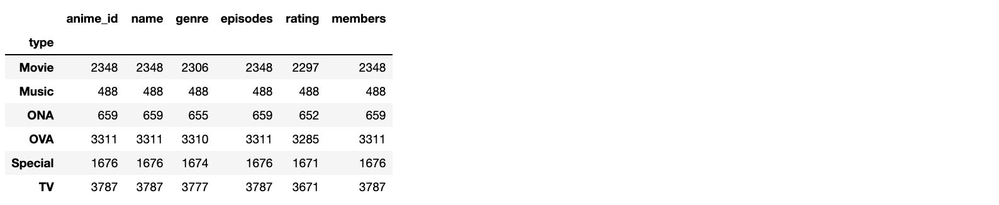 anime_id name genre episodes rating members
type
Movie 2348 2348 2306 2348 2297 2348
Music 488 488 488 488 488 488
ONA 659 659 655 659 652 659
OVA 3311 3311 3310 3311 3285 3311
Special 1676 1676 1674 1676 1671 1676
TV 3787 3787 3777 3787 3671 3787